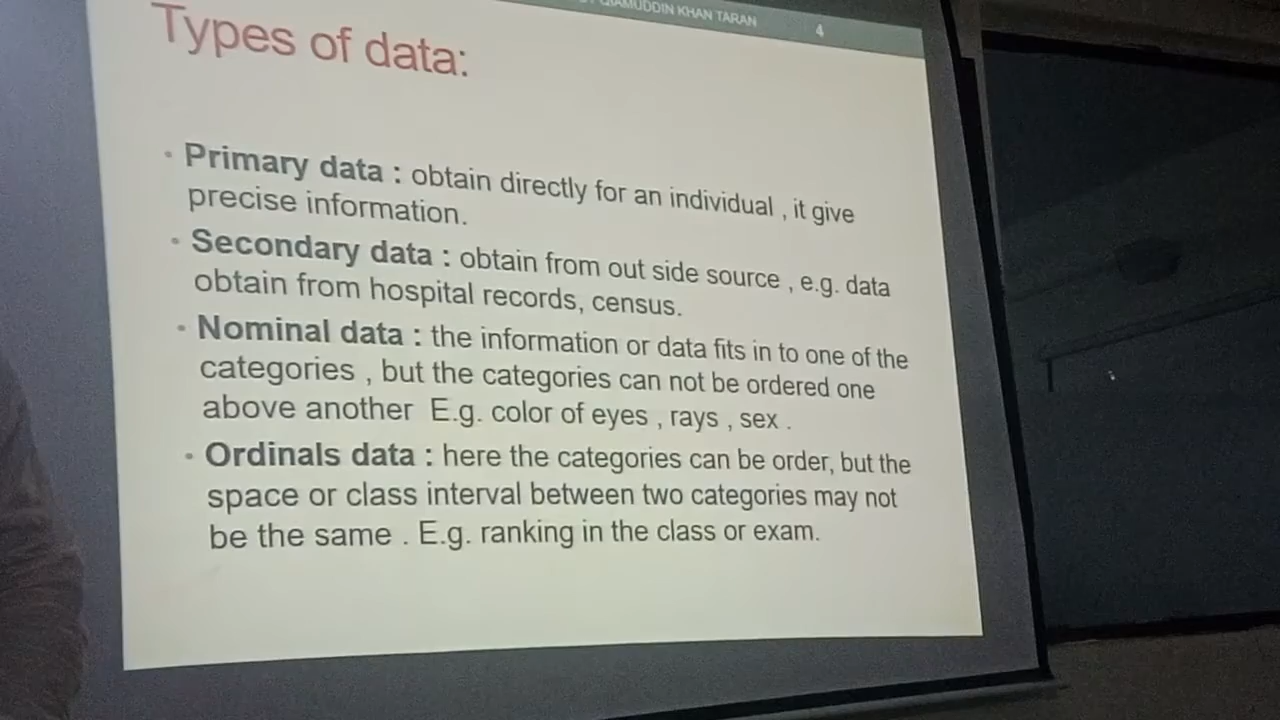 QIAMUDDIN KHAN TARAN
4
Types of data:
• Primary data : obtain directly for an individual , it give
precise information.
• Secondary data : obtain from out side source , e.g. data
obtain from hospital records, census.
• Nominal data : the information or data fits in to one of the
categories , but the categories can not be ordered one
above another E.g. color of eyes , rays , sex .
• Ordinals data : here the categories can be order, but the
space or class interval between two categories may not
be the same . E.g. ranking in the class or exam.